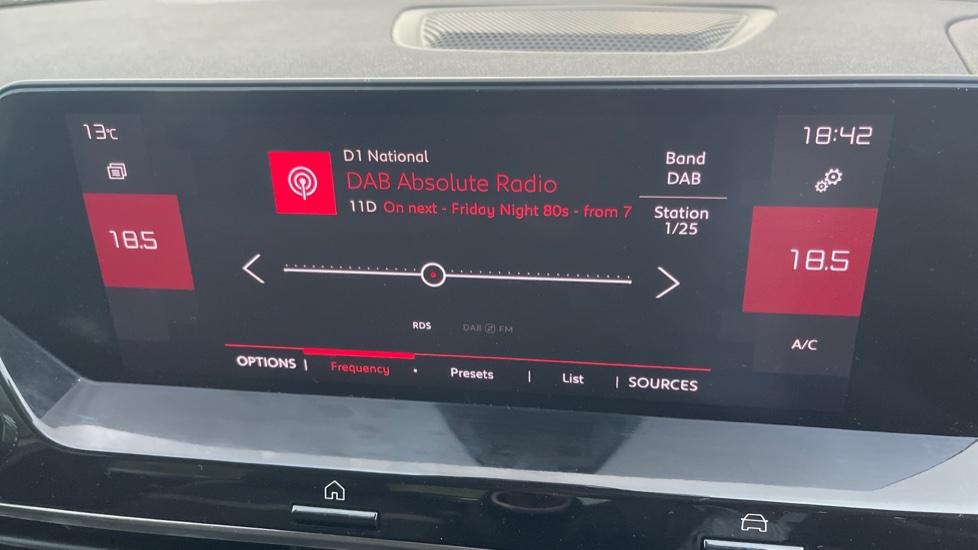 13°C
18:42
D1 National
DAB Absolute Radio
11D On next - Friday Night 80s - from 7
Band
DAB
Station
1/25
18.5
18.5
RDS
DAB FM
A/C
OPTIONS | Frequency • Presets | List | SOURCES